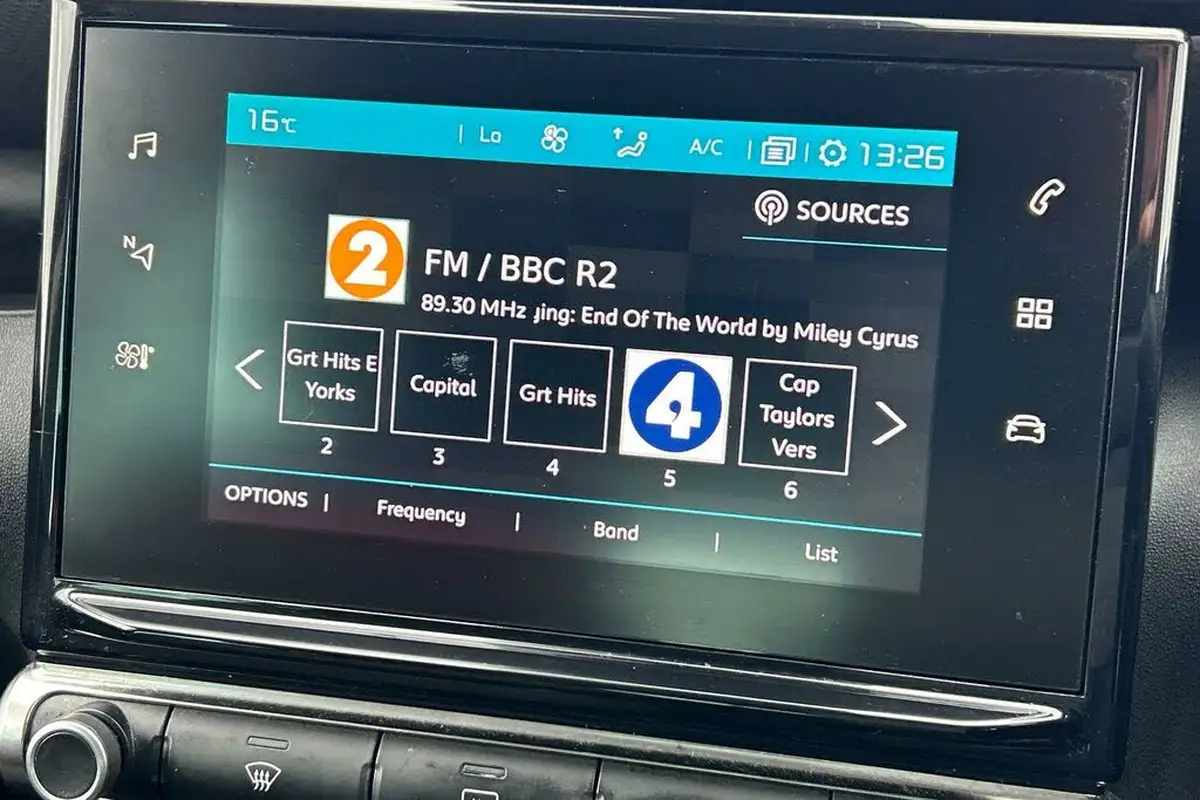 16℃ | Lo A/C | | 13:26
SOURCES
2
FM / BBC R2
89.30 MHz ying: End Of The World by Miley Cyrus
Grt Hits E
Yorks
Capital
Grt Hits
4
Cap
Taylors
Vers
2 3 4 5 6
OPTIONS | Frequency | Band | List
N